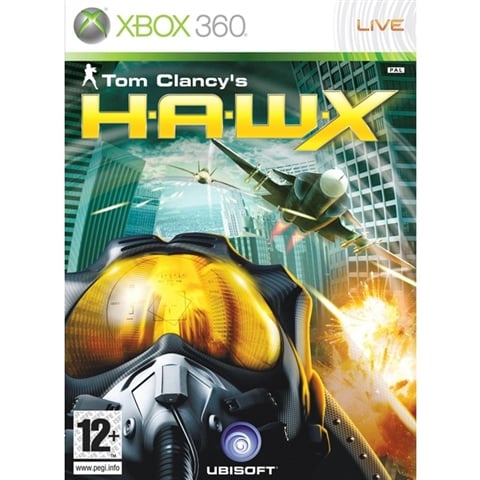 XBOX 360
LIVE
PAL
Tom Clancy's
H·A·W·X
12+
www.pegi.info
UBISOFT